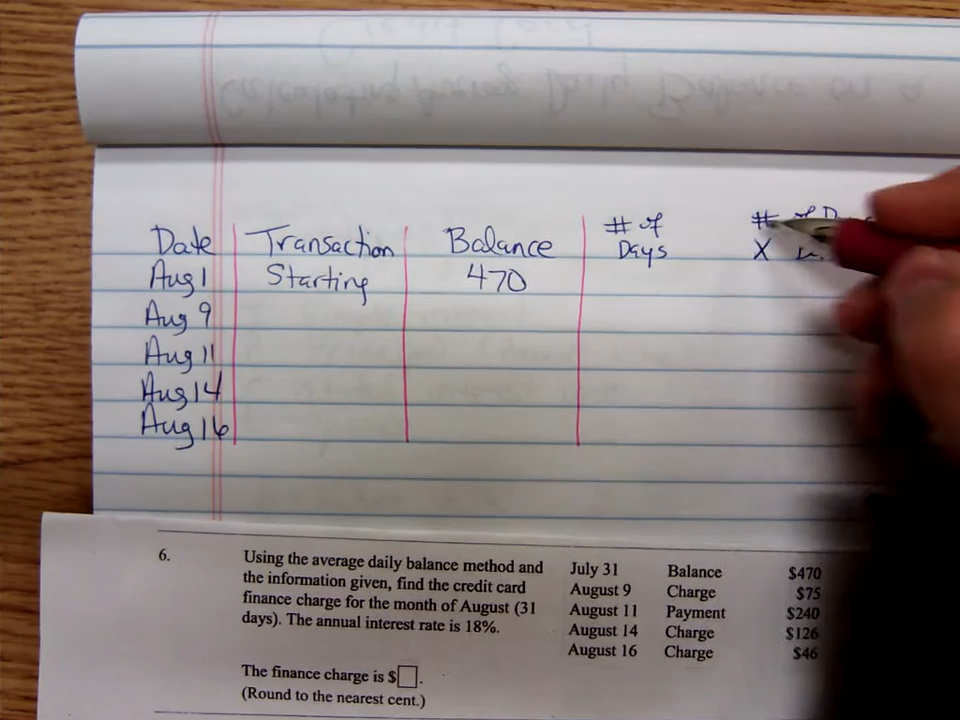 Date Transaction Balance # of Days #
X
Aug 1 Starting 470
Aug 9
Aug 11
Aug 14
Aug 16
6.
Using the average daily balance method and
the information given, find the credit card
finance charge for the month of August (31
days). The annual interest rate is 18%.
The finance charge is $ .
(Round to the nearest cent.)
July 31 Balance $470
August 9 Charge $75
August 11 Payment $240
August 14 Charge $126
August 16 Charge $46